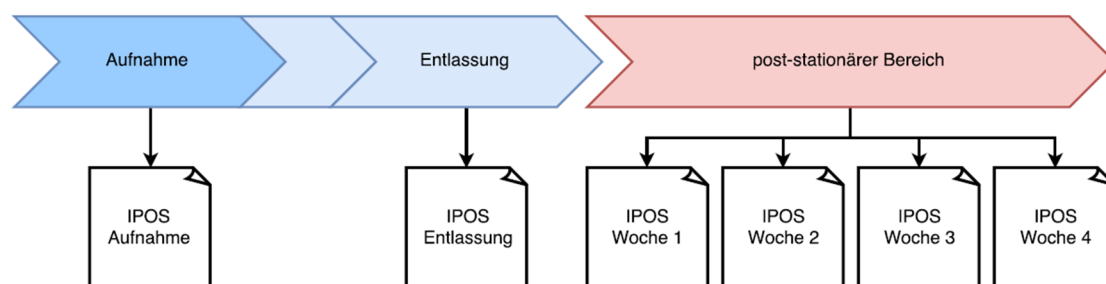 Aufnahme
Entlassung
post-stationärer Bereich
IPOS
Aufnahme
IPOS
Entlassung
IPOS
Woche 1
IPOS
Woche 2
IPOS
Woche 3
IPOS
Woche 4